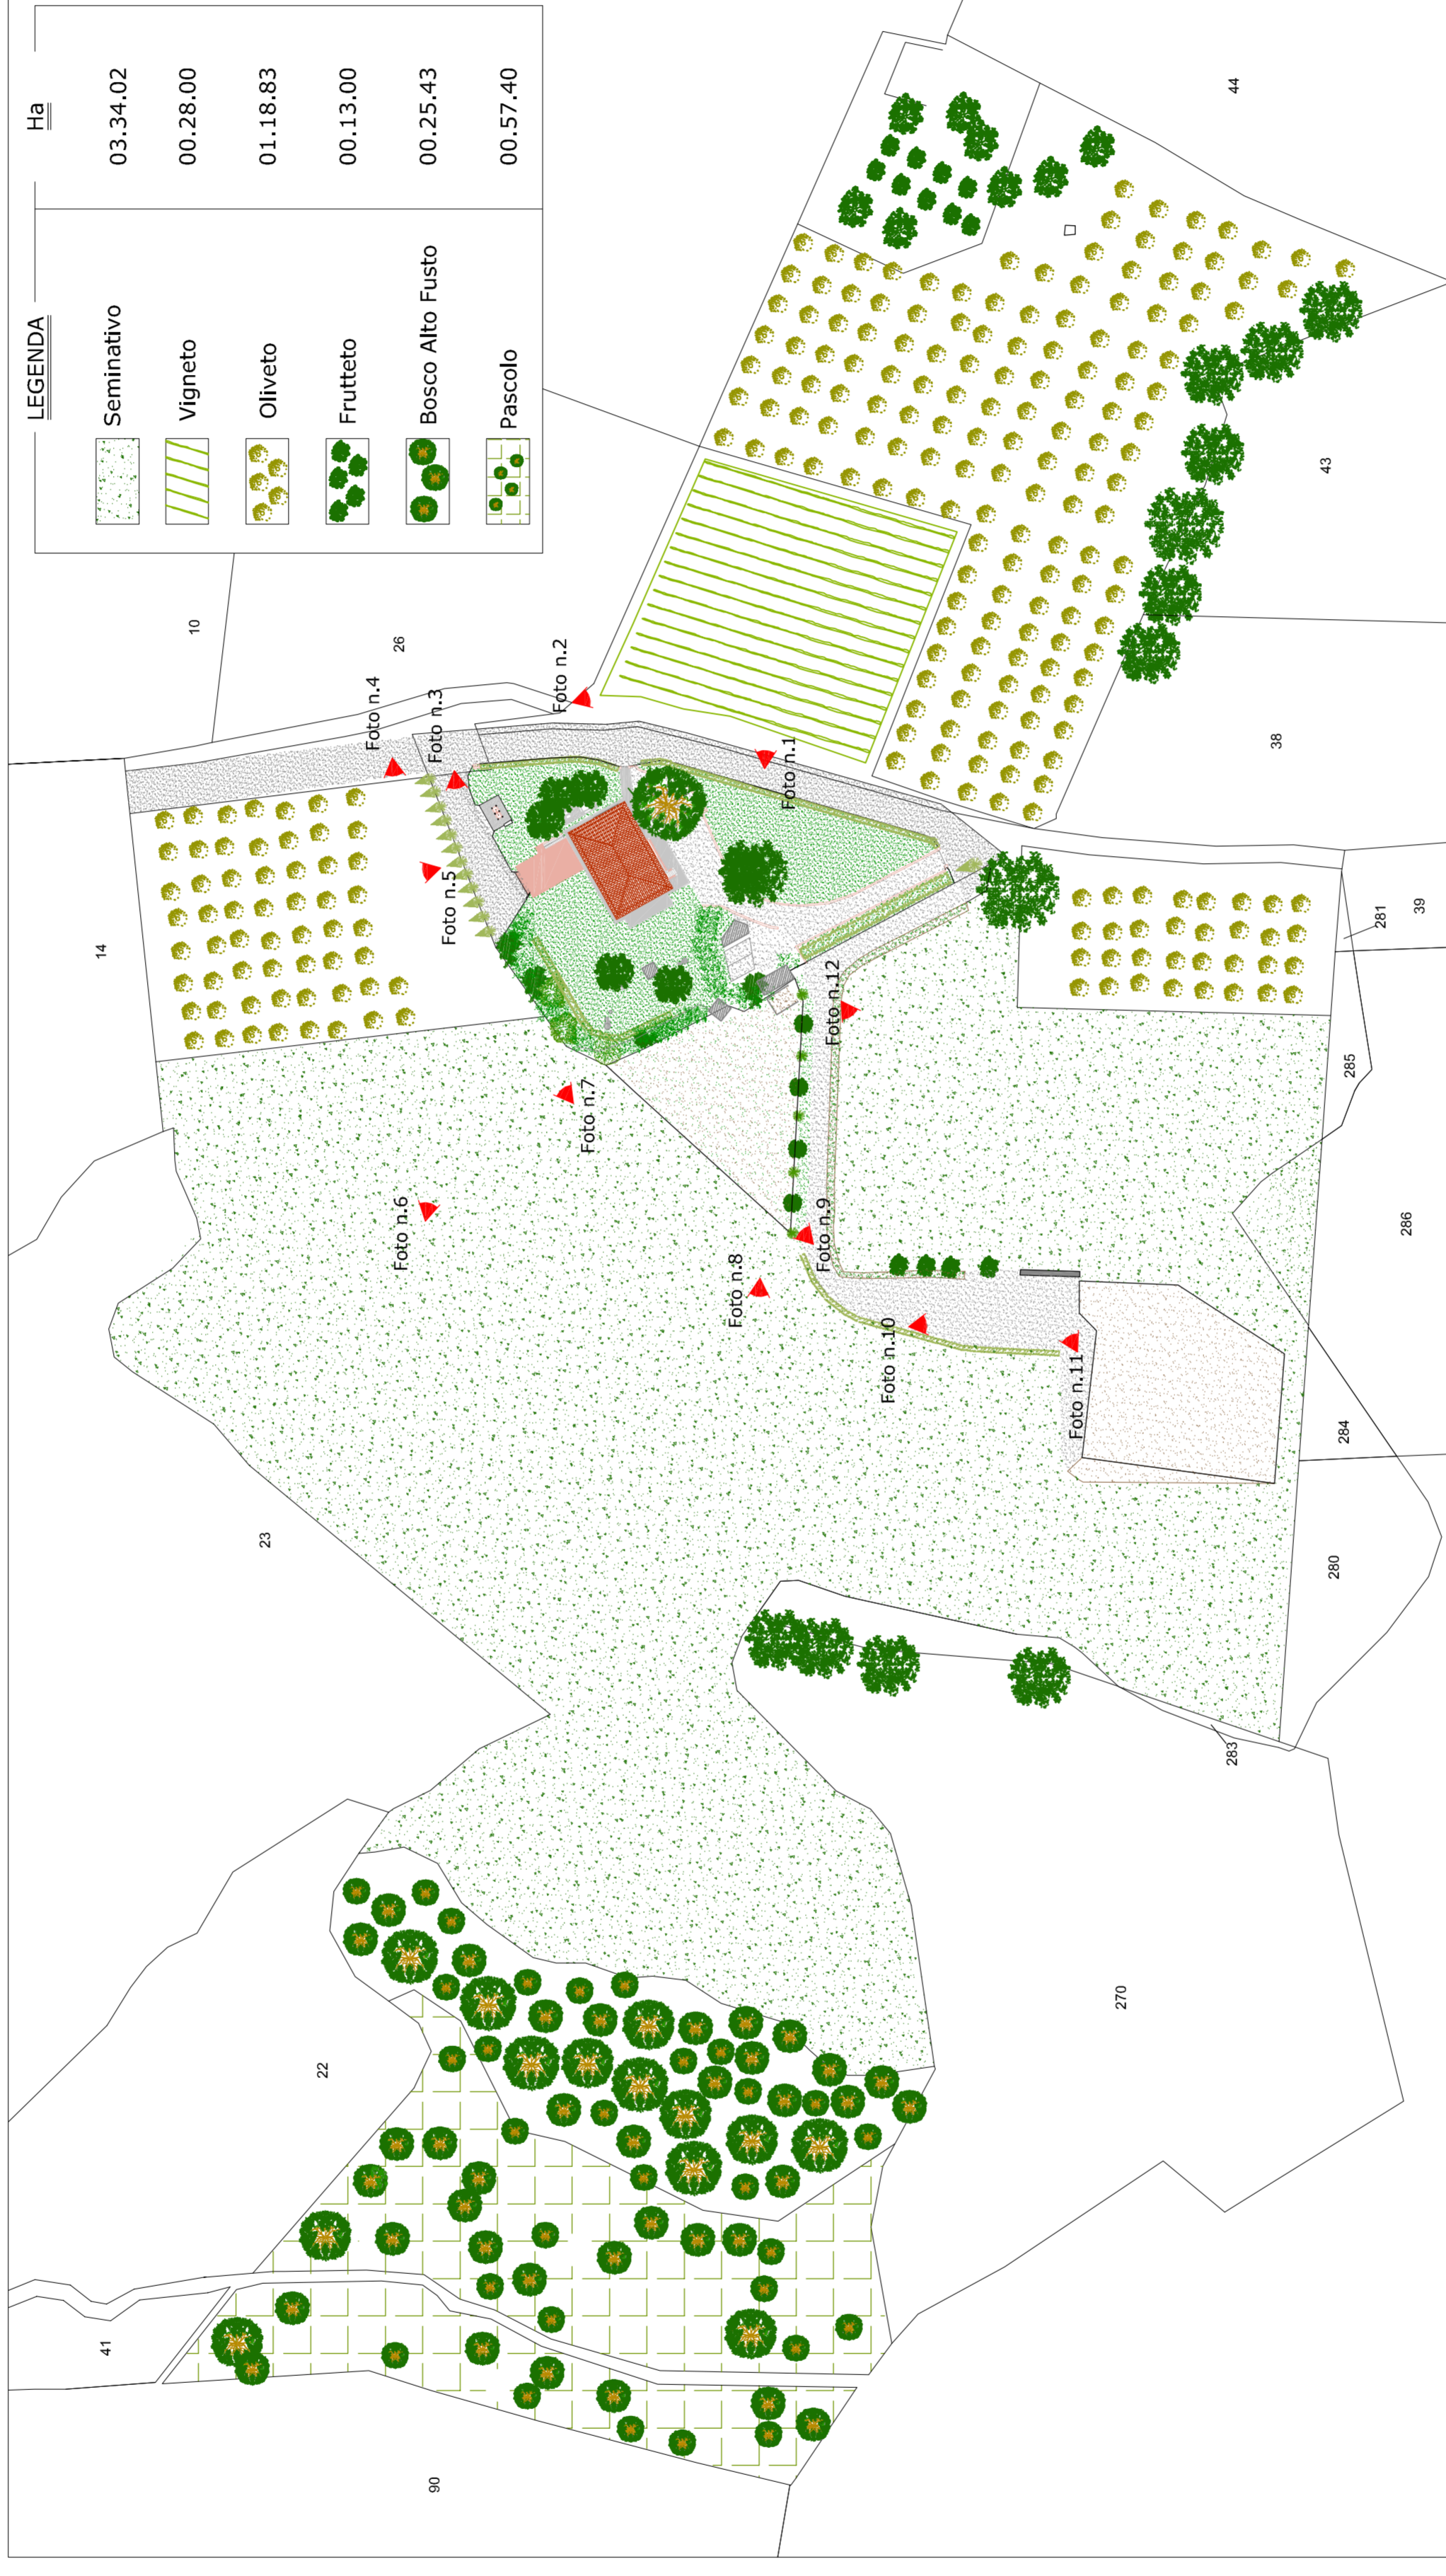 LEGENDA Ha
Seminativo 03.34.02
Vigneto 00.28.00
Oliveto 01.18.83
Frutteto 00.13.00
Bosco Alto Fusto 00.25.43
Pascolo 00.57.40
10
26
14
23
22
41
90
44
43
38
39
281
285
286
284
280
283
270
Foto n.1
Foto n.2
Foto n.3
Foto n.4
Foto n.5
Foto n.6
Foto n.7
Foto n.8
Foto n.9
Foto n.10
Foto n.11
Foto n.12